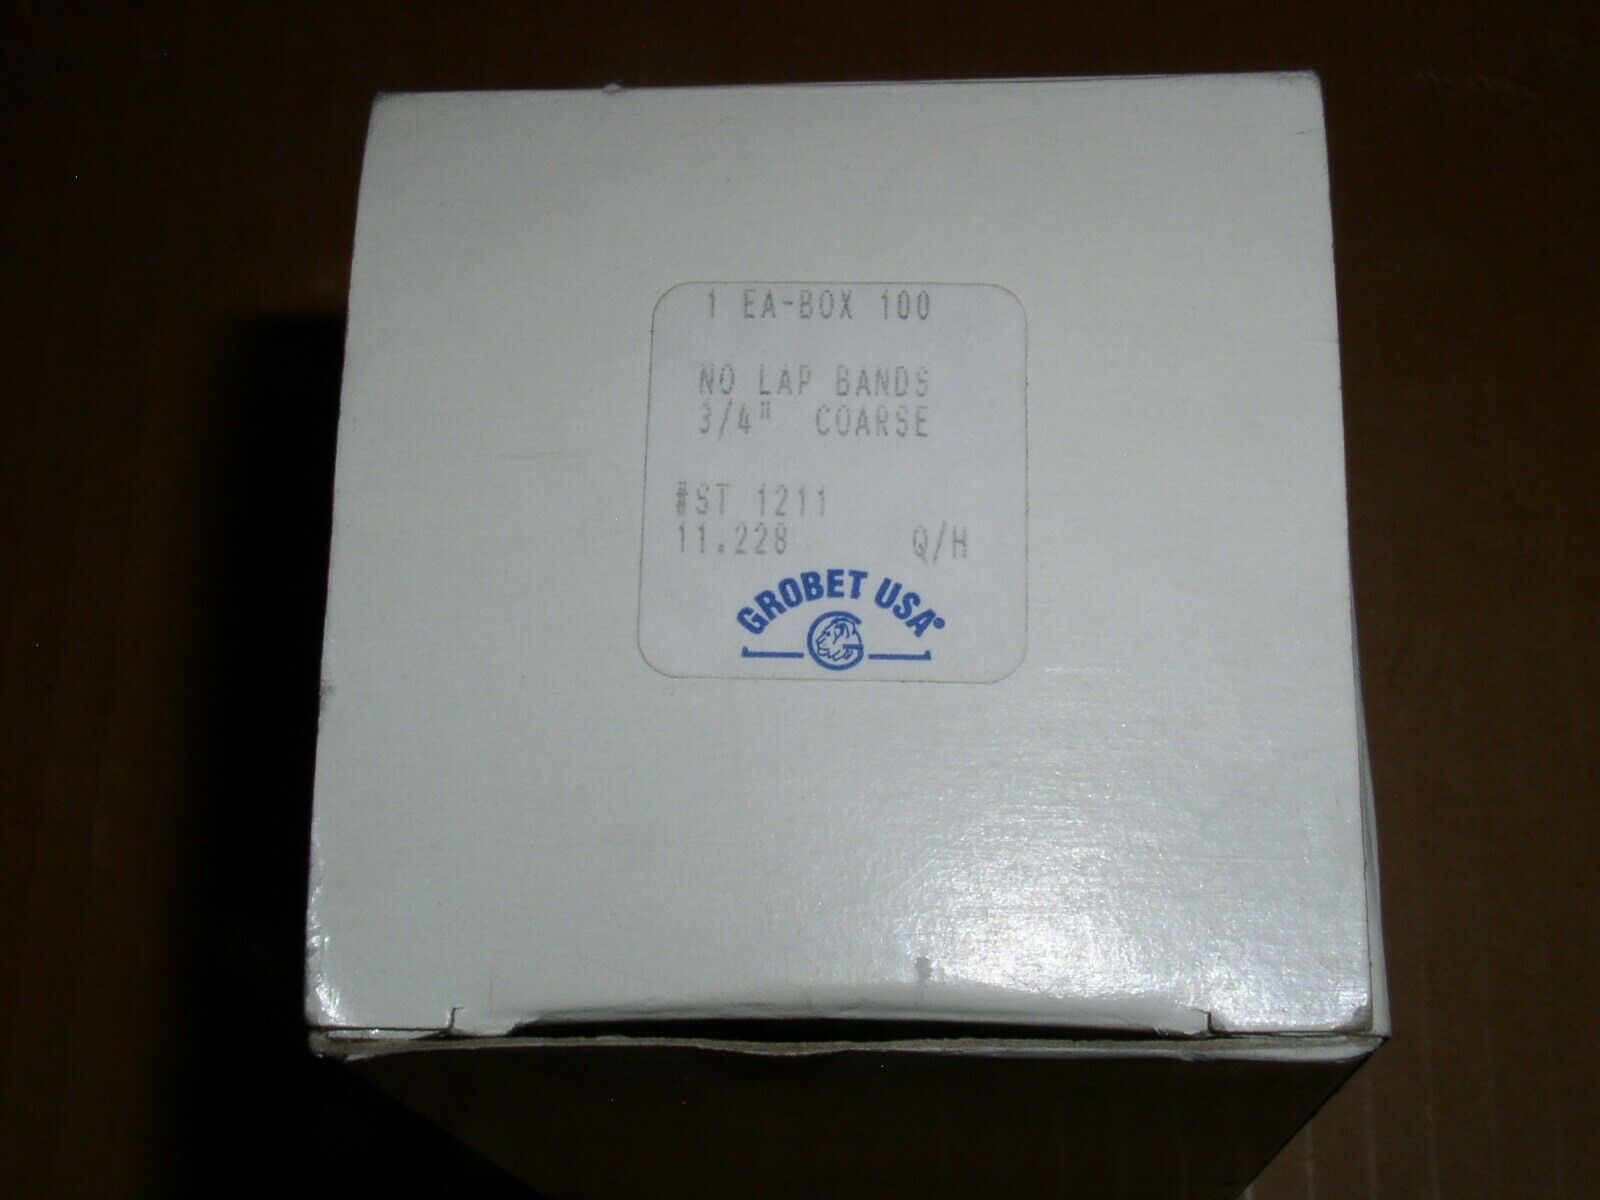 1 EA-BOX 100
NO LAP BANDS
3/4" COARSE
#ST 1211
11.228 Q/H
GROBET USA®